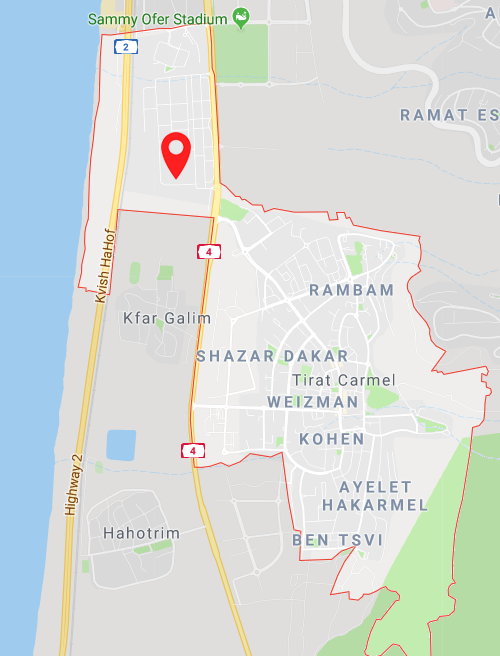 Sammy Ofer Stadium
2
A
RAMAT ES
4
Kvish HaHof
RAMBAM
Kfar Galim
SHAZAR DAKAR
Tirat Carmel
WEIZMAN
KOHEN
4
Highway 2
AYELET
HAKARMEL
Hahotrim
BEN TSVI